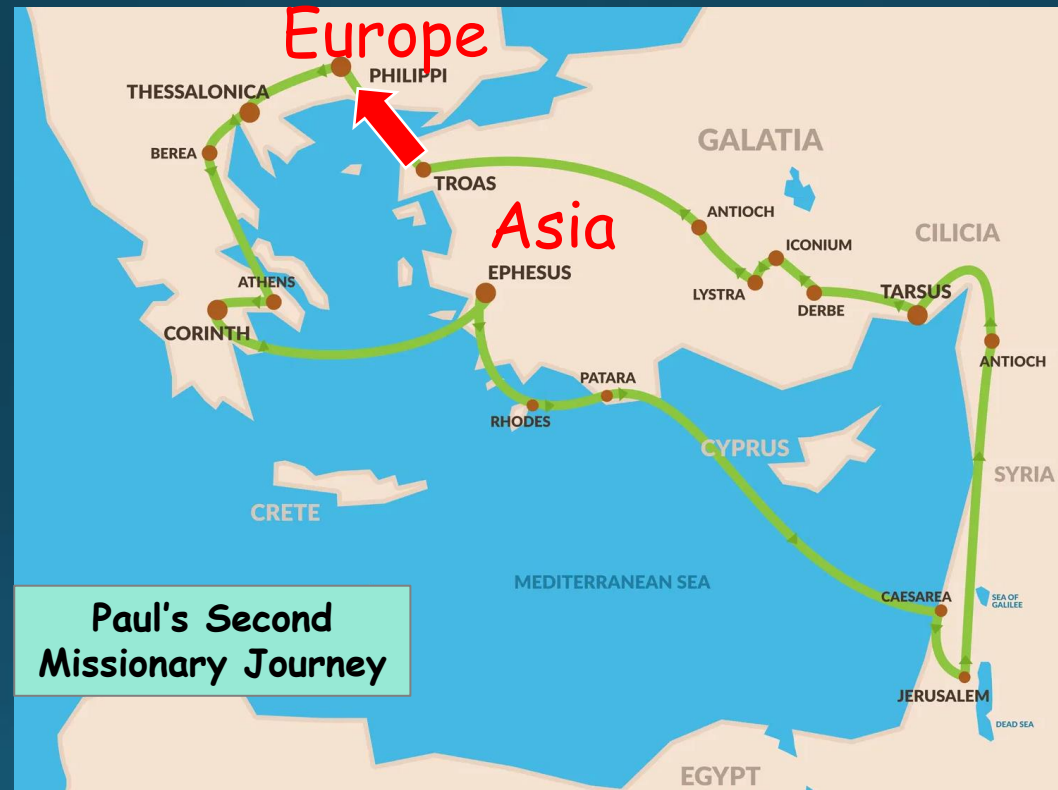 Europe
PHILIPPI
THESSALONICA
BEREA
TROAS
GALATIA
Asia
ANTIOCH
ICONIUM
CILICIA
LYSTRA
DERBE
TARSUS
EPHESUS
ATHENS
CORINTH
ANTIOCH
PATARA
RHODES
CYPRUS
SYRIA
CRETE
MEDITERRANEAN SEA
CAESAREA
SEA OF
GALILEE
Paul's Second
Missionary Journey
JERUSALEM
DEAD SEA
EGYPT